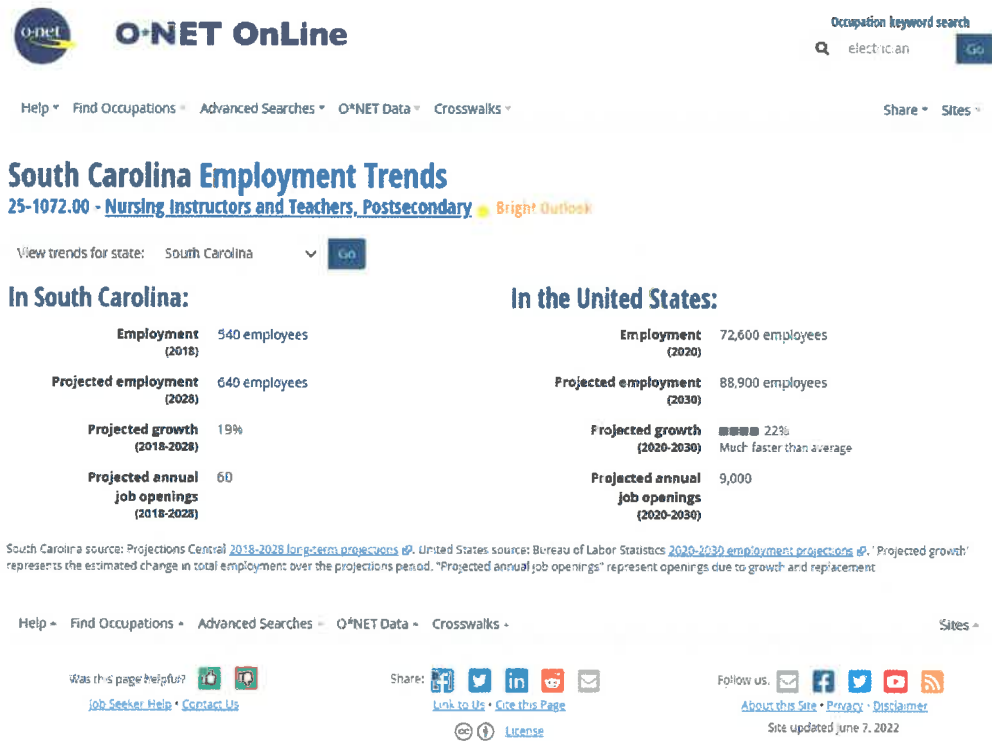 o·net
O*NET OnLine
Occupation keyword search
electrician
Go
Help
Find Occupations
Advanced Searches
O*NET Data
Crosswalks
Share
Sites
South Carolina Employment Trends
25-1072.00 - Nursing Instructors and Teachers, Postsecondary Bright Outlook
View trends for state: South Carolina Go
In South Carolina:
Employment 540 employees
(2018)
Projected employment 640 employees
(2028)
Projected growth 19%
(2018-2028)
Projected annual 60
job openings
(2018-2028)
In the United States:
Employment 72,600 employees
(2020)
Projected employment 88,900 employees
(2030)
Projected growth 22%
(2020-2030) Much faster than average
Projected annual 9,000
job openings
(2020-2030)
South Carolina source: Projections Central 2018-2028 long-term projections. United States source: Bureau of Labor Statistics 2020-2030 employment projections. "Projected growth"
represents the estimated change in total employment over the projections period. "Projected annual job openings" represent openings due to growth and replacement
Help Find Occupations Advanced Searches O*NET Data Crosswalks Sites
Was this page helpful?
Job Seeker Help • Contact Us
Share:
Link to Us • Cite this Page
cc License
Follow us:
About this Site • Privacy • Disclaimer
Site updated June 7, 2022